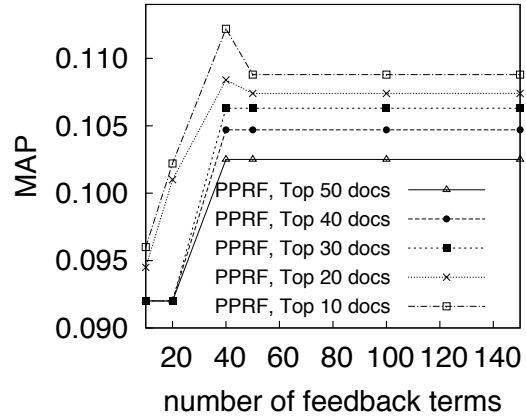 MAP
0.110
0.105
0.100
0.095
0.090
PPRF, Top 50 docs
PPRF, Top 40 docs
PPRF, Top 30 docs
PPRF, Top 20 docs
PPRF, Top 10 docs
20 40 60 80 100 120 140
number of feedback terms